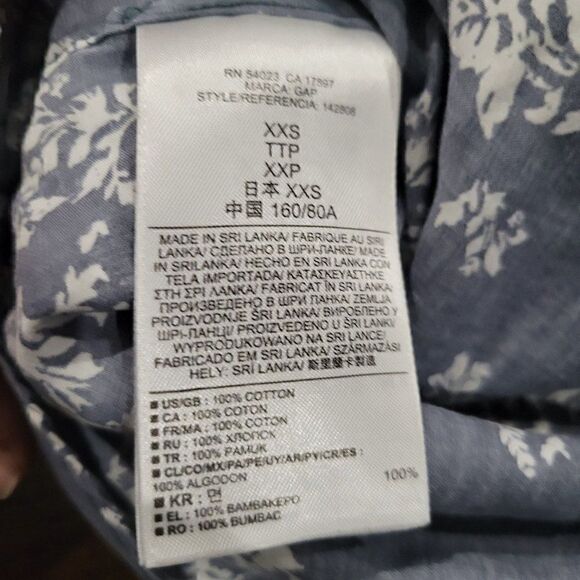 RN 54023 CA 17897
MARCA: GAP
STYLE/REFERENCIA: 142808
XXS
TTP
XXP
日本 XXS
中国 160/80A
MADE IN SRI LANKA/ FABRIQUE AU SRI
LANKA/ СДЕЛАНО В ШРИ-ЛАНКЕ/ MADE
IN SRILANKA/ HECHO EN SRI LANKA CON
TELA IMPORTADA/ ΚΑΤΑΣΚΕΥΑΣΤΗΚΕ
ΣΤΗ ΣΡΙ ΛΑΝΚΑ/ FABRICAT ÎN SRI LANKA/
ПРОИЗВЕДЕНО В ШРИ ЛАНКА/ ZEMLJA
PROIZVODNJE ŠRI LANKA/ ВИРОБЛЕНО У
ШРІ-ЛАНЦІ/ PROIZVEDENO U ŠRI LANKA/
WYPRODUKOWANO NA SRI LANCE/
FABRICADO EM SRI LANKA/ SZÁRMAZÁSI
HELY: SRI LANKA/ 斯里蘭卡製造
US/GB : 100% COTTON
CA : 100% COTON
FR/MA : 100% COTON
RU : 100% ХЛОПОК
TR : 100% PAMUK
CL/CO/MX/PA/PE/UY/AR/PY/CR/ES :
100% ALGODON
KR : 면 100%
EL : 100% ΒΑΜΒΑΚΕΡΟ
RO : 100% BUMBAC